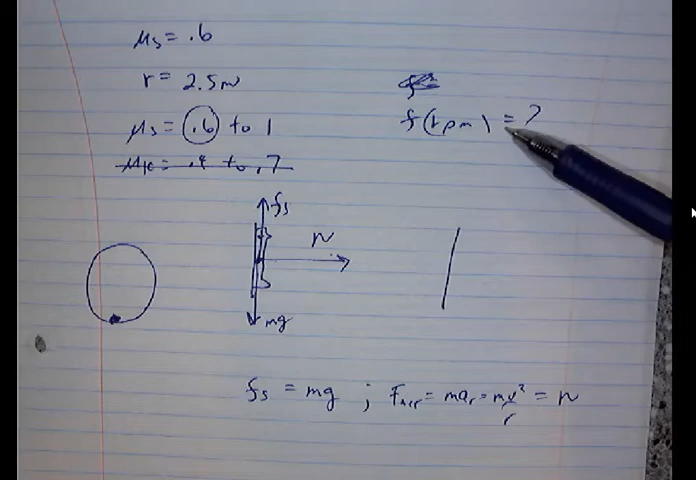 μs = .6
r = 2.5m
f(rpm) = ?
μs = .6 to 1
μk = .4 to .7
fs
n
mg
fs = mg ; Fnet = mar = mv²/r = n